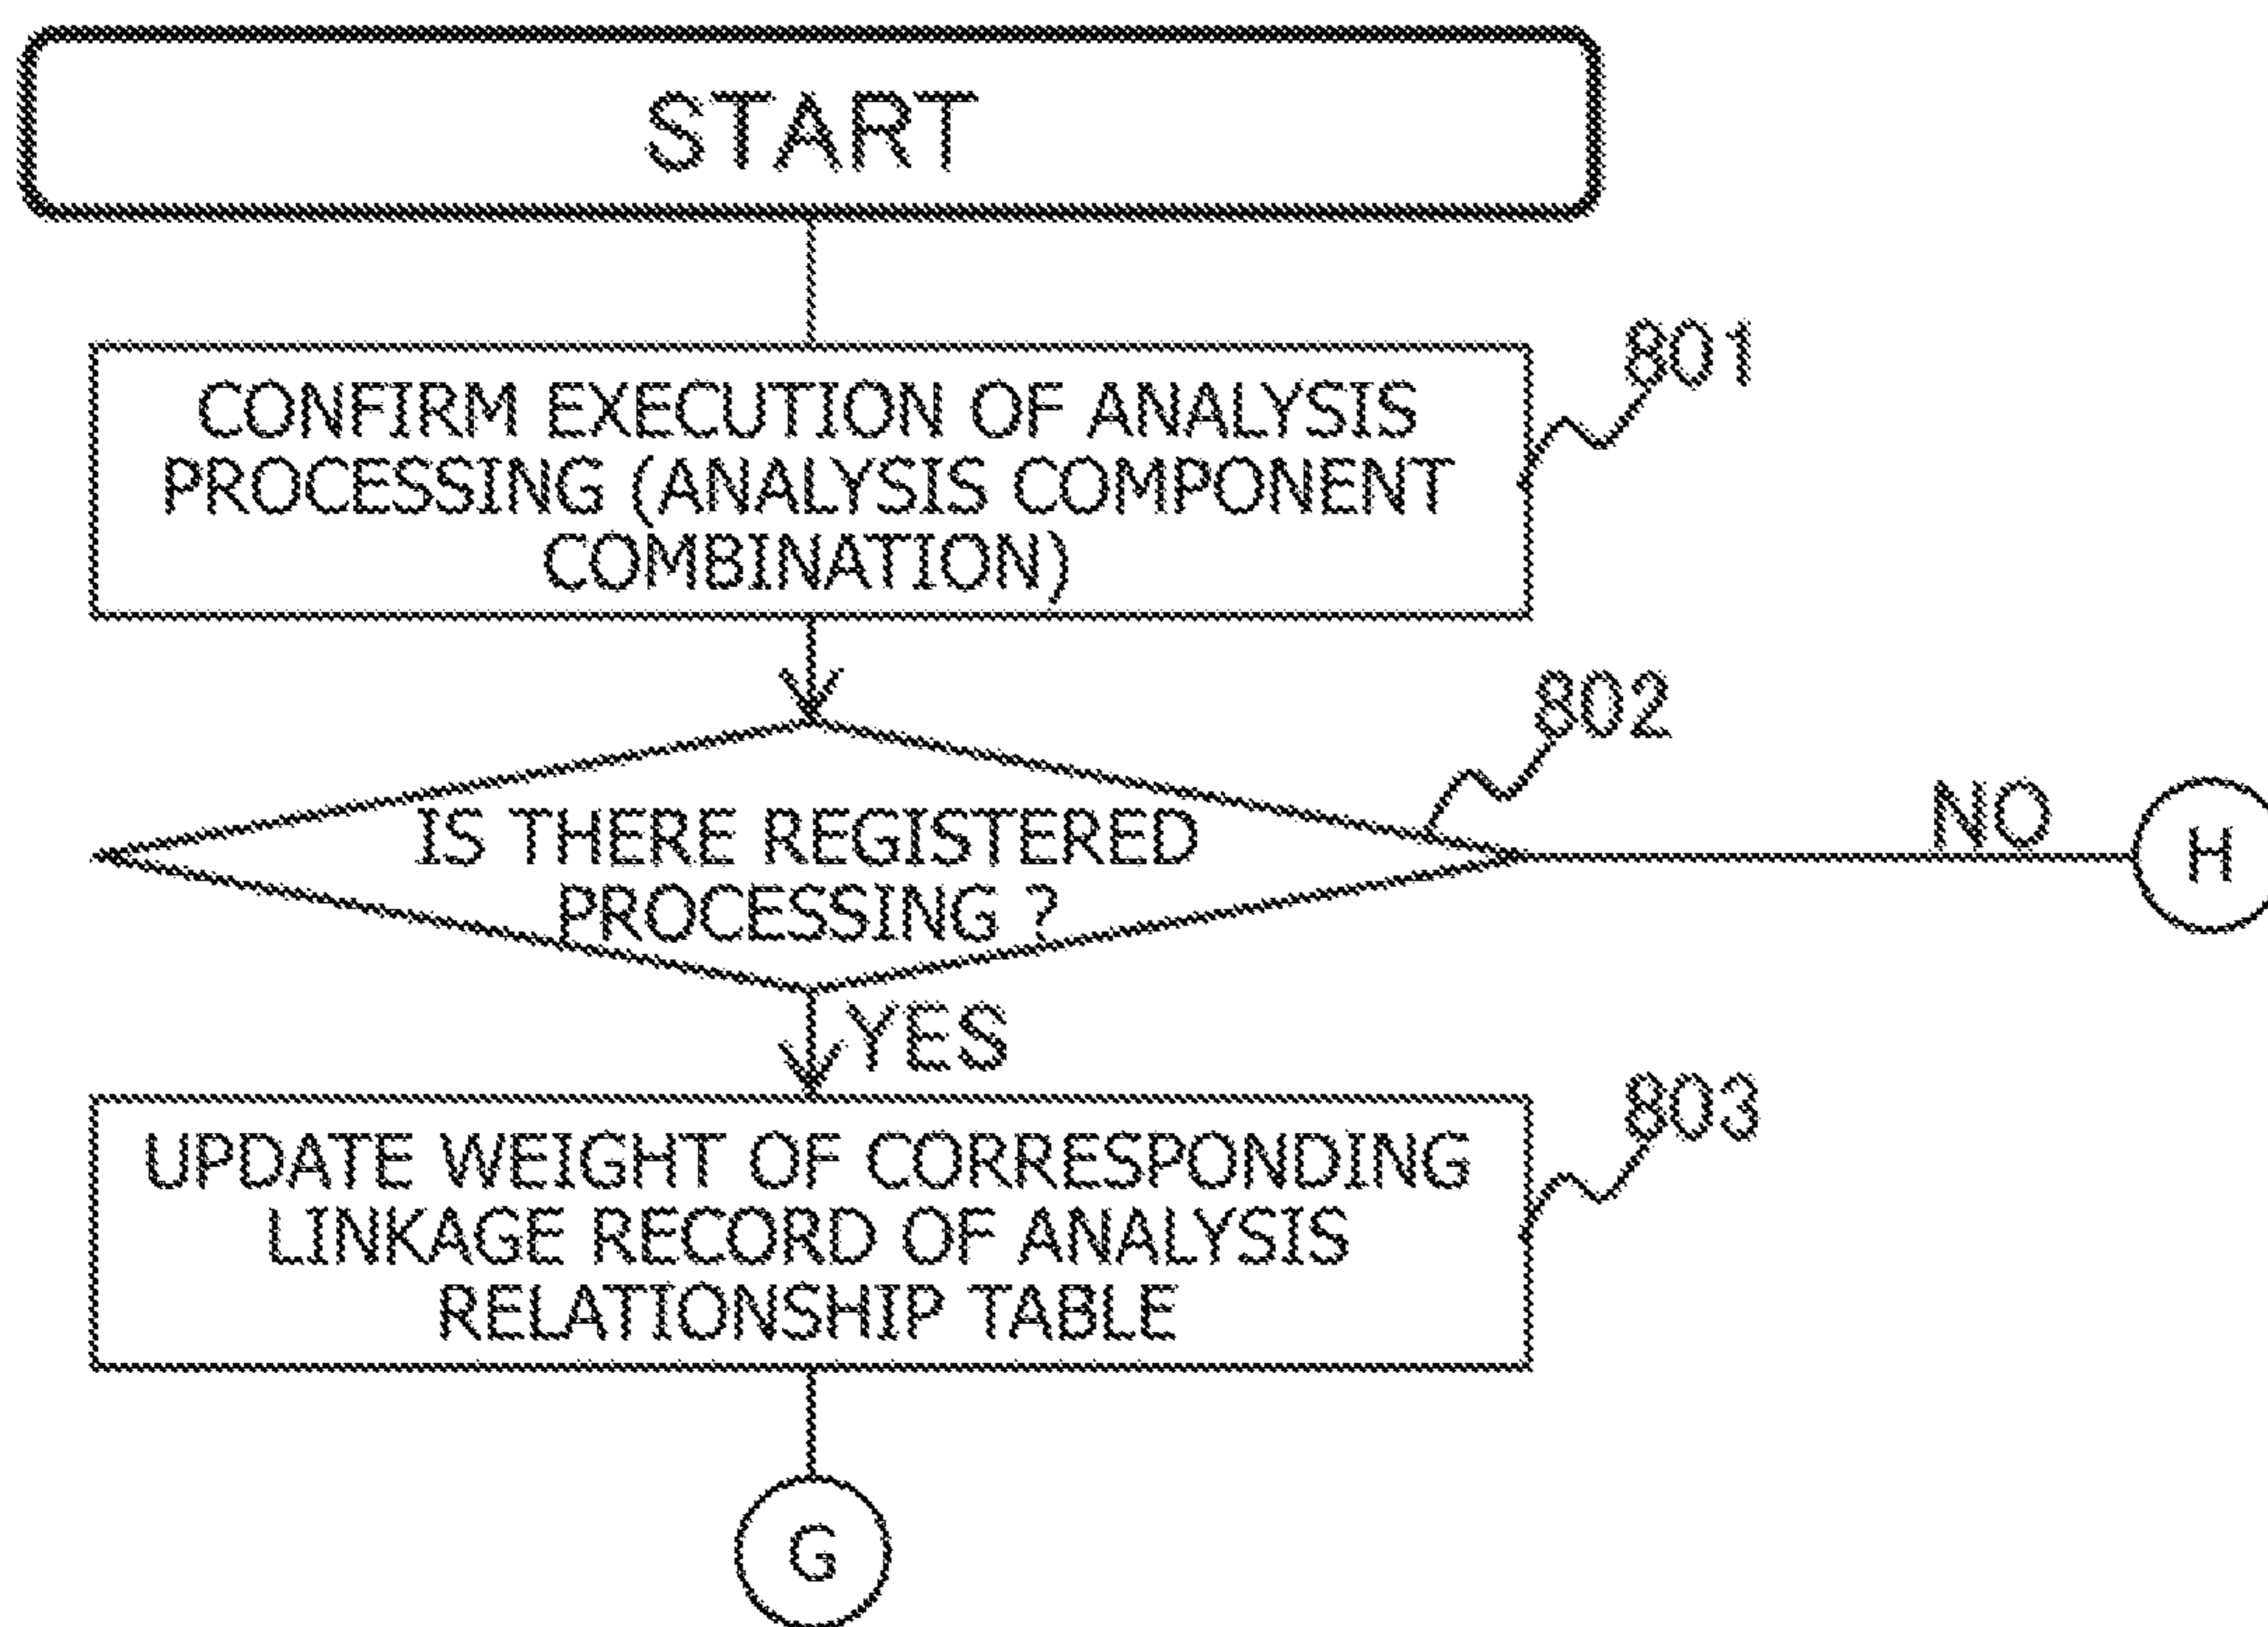 START
801
CONFIRM EXECUTION OF ANALYSIS
PROCESSING (ANALYSIS COMPONENT
COMBINATION)
802
IS THERE REGISTERED
PROCESSING ?
NO
H
YES
803
UPDATE WEIGHT OF CORRESPONDING
LINKAGE RECORD OF ANALYSIS
RELATIONSHIP TABLE
G